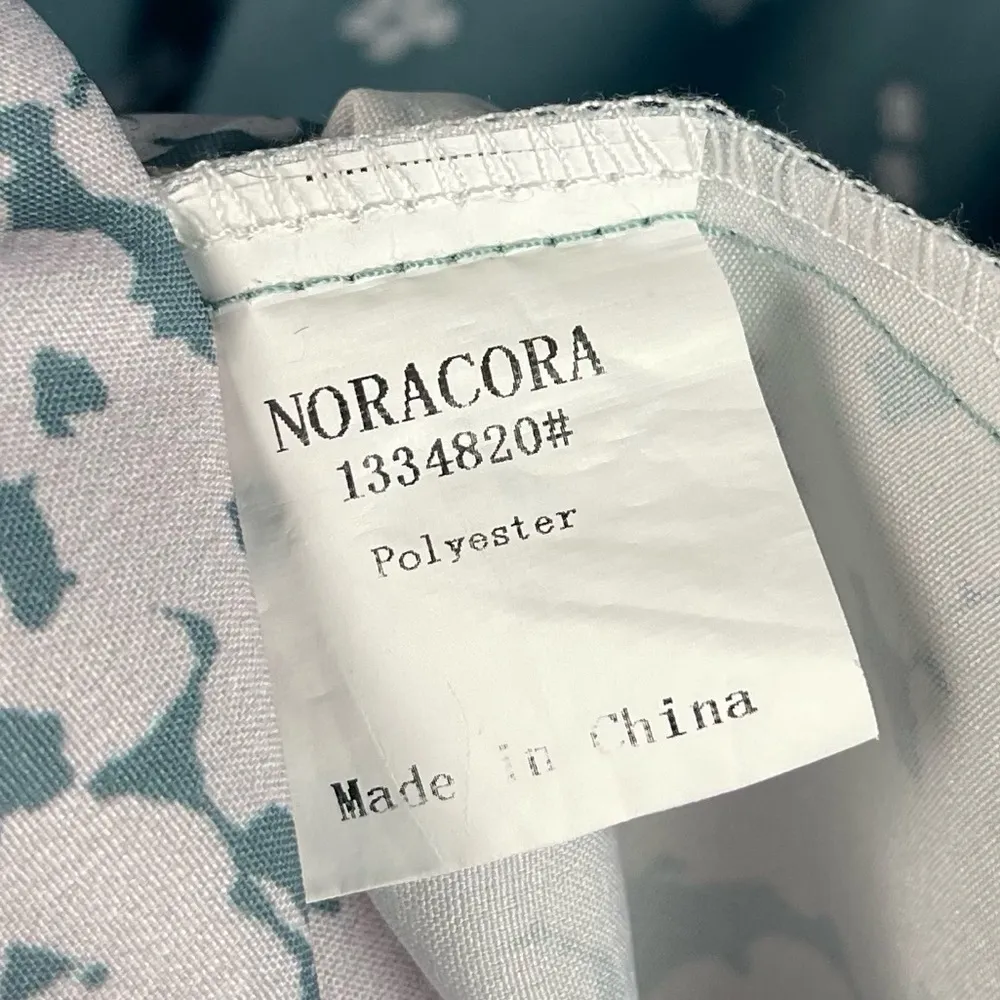 NORACORA
1334820#
Polyester
Made in China